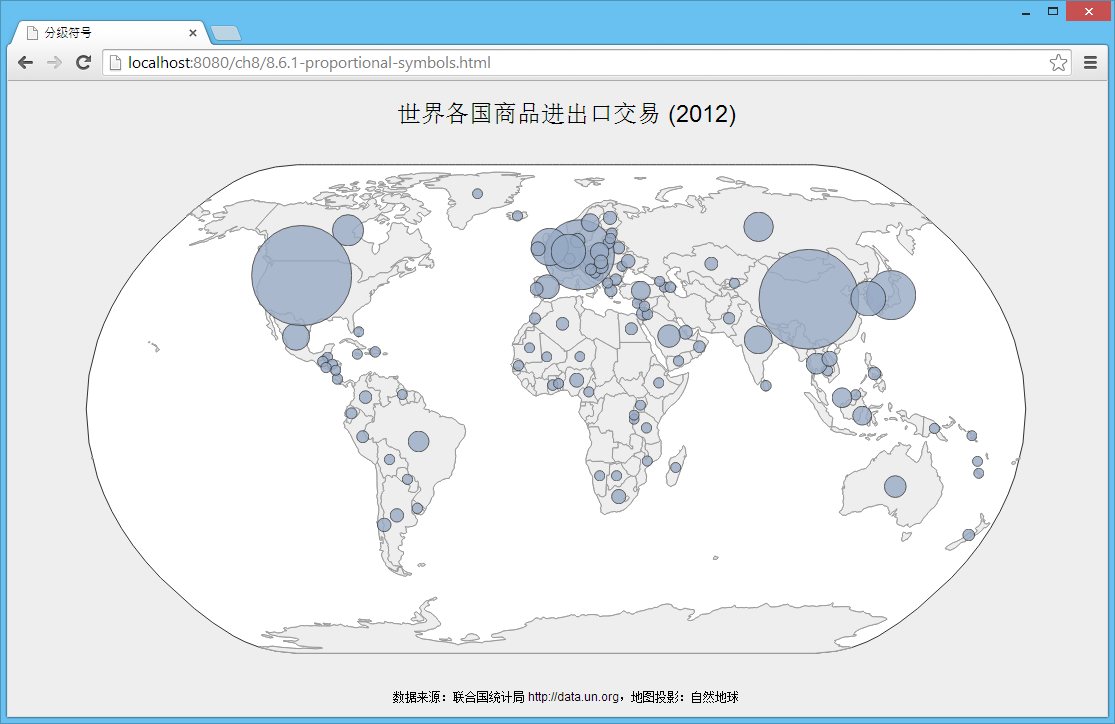 分级符号
localhost:8080/ch8/8.6.1-proportional-symbols.html
世界各国商品进出口交易 (2012)
数据来源：联合国统计局 http://data.un.org，地图投影：自然地球